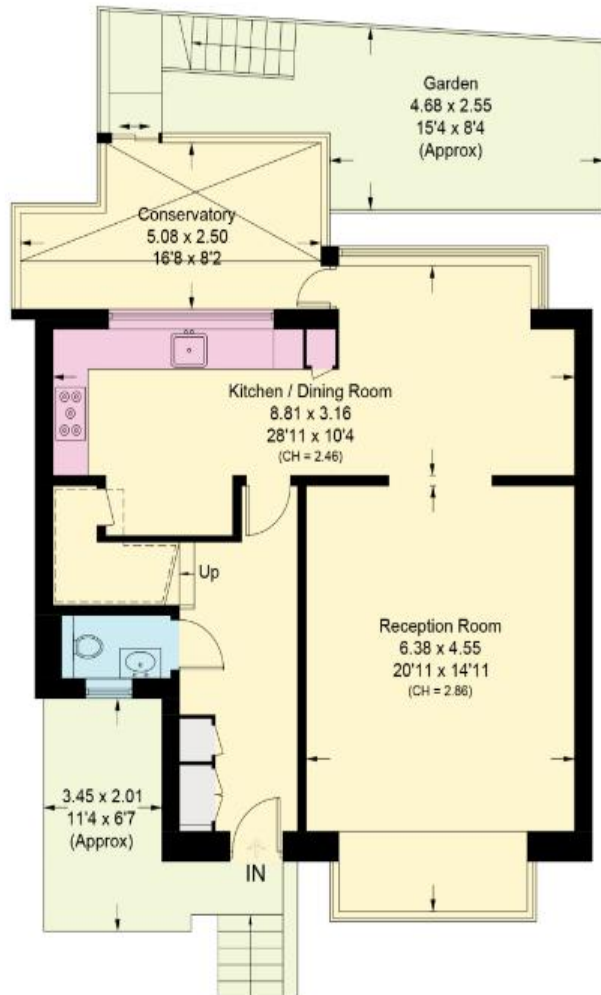 Garden
4.68 x 2.55
15'4 x 8'4
(Approx)
Conservatory
5.08 x 2.50
16'8 x 8'2
Kitchen / Dining Room
8.81 x 3.16
28'11 x 10'4
(CH = 2.46)
Up
Reception Room
6.38 x 4.55
20'11 x 14'11
(CH = 2.86)
3.45 x 2.01
11'4 x 6'7
(Approx)
IN